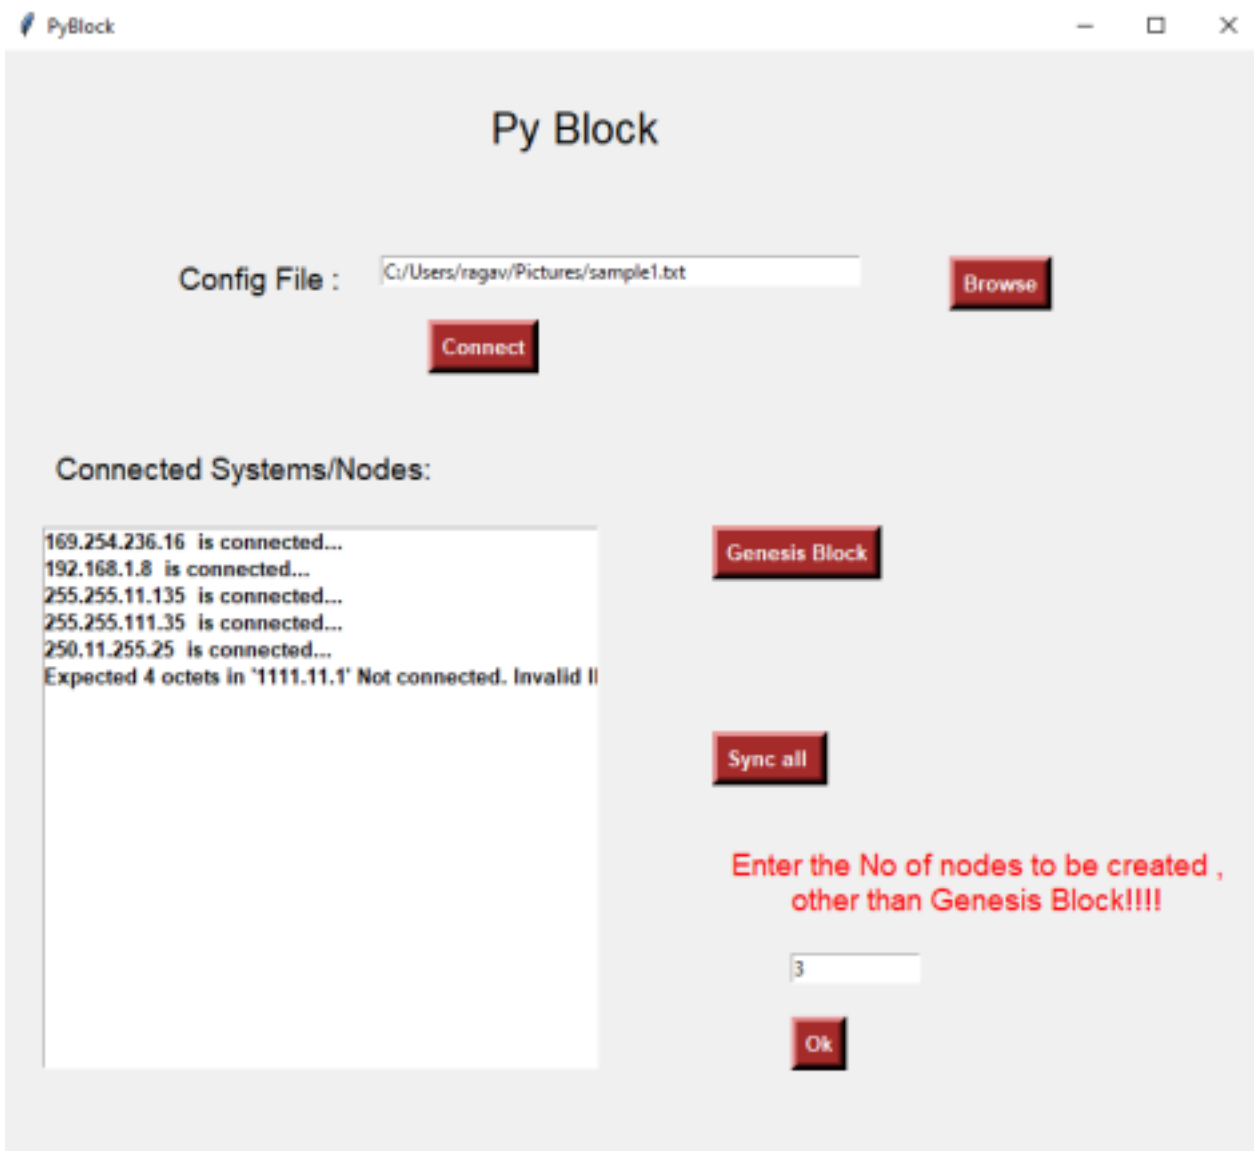 PyBlock
Py Block
Config File :
C:/Users/ragav/Pictures/sample1.txt
Browse
Connect
Connected Systems/Nodes:
169.254.236.16  is connected...
192.168.1.8  is connected...
255.255.11.135  is connected...
255.255.111.35  is connected...
250.11.255.25  is connected...
Expected 4 octets in '1111.11.1' Not connected. Invalid
Genesis Block
Sync all
Enter the No of nodes to be created ,
other than Genesis Block!!!!
3
Ok